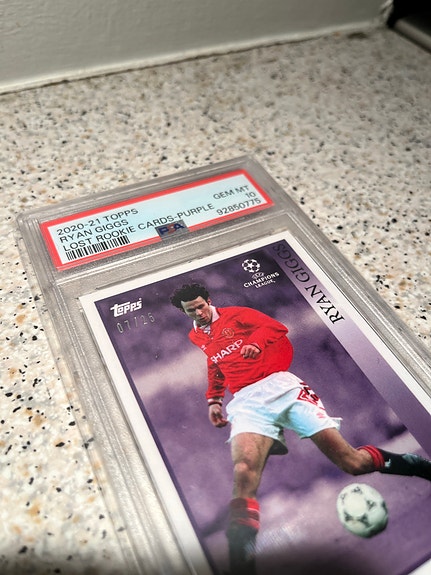 2020-21 TOPPS
RYAN GIGGS
LOST ROOKIE CARDS-PURPLE
GEM MT
10
92850775
PSA
TOPPS
07/25
CHAMPIONS
LEAGUE
RYAN GIGGS
SHARP